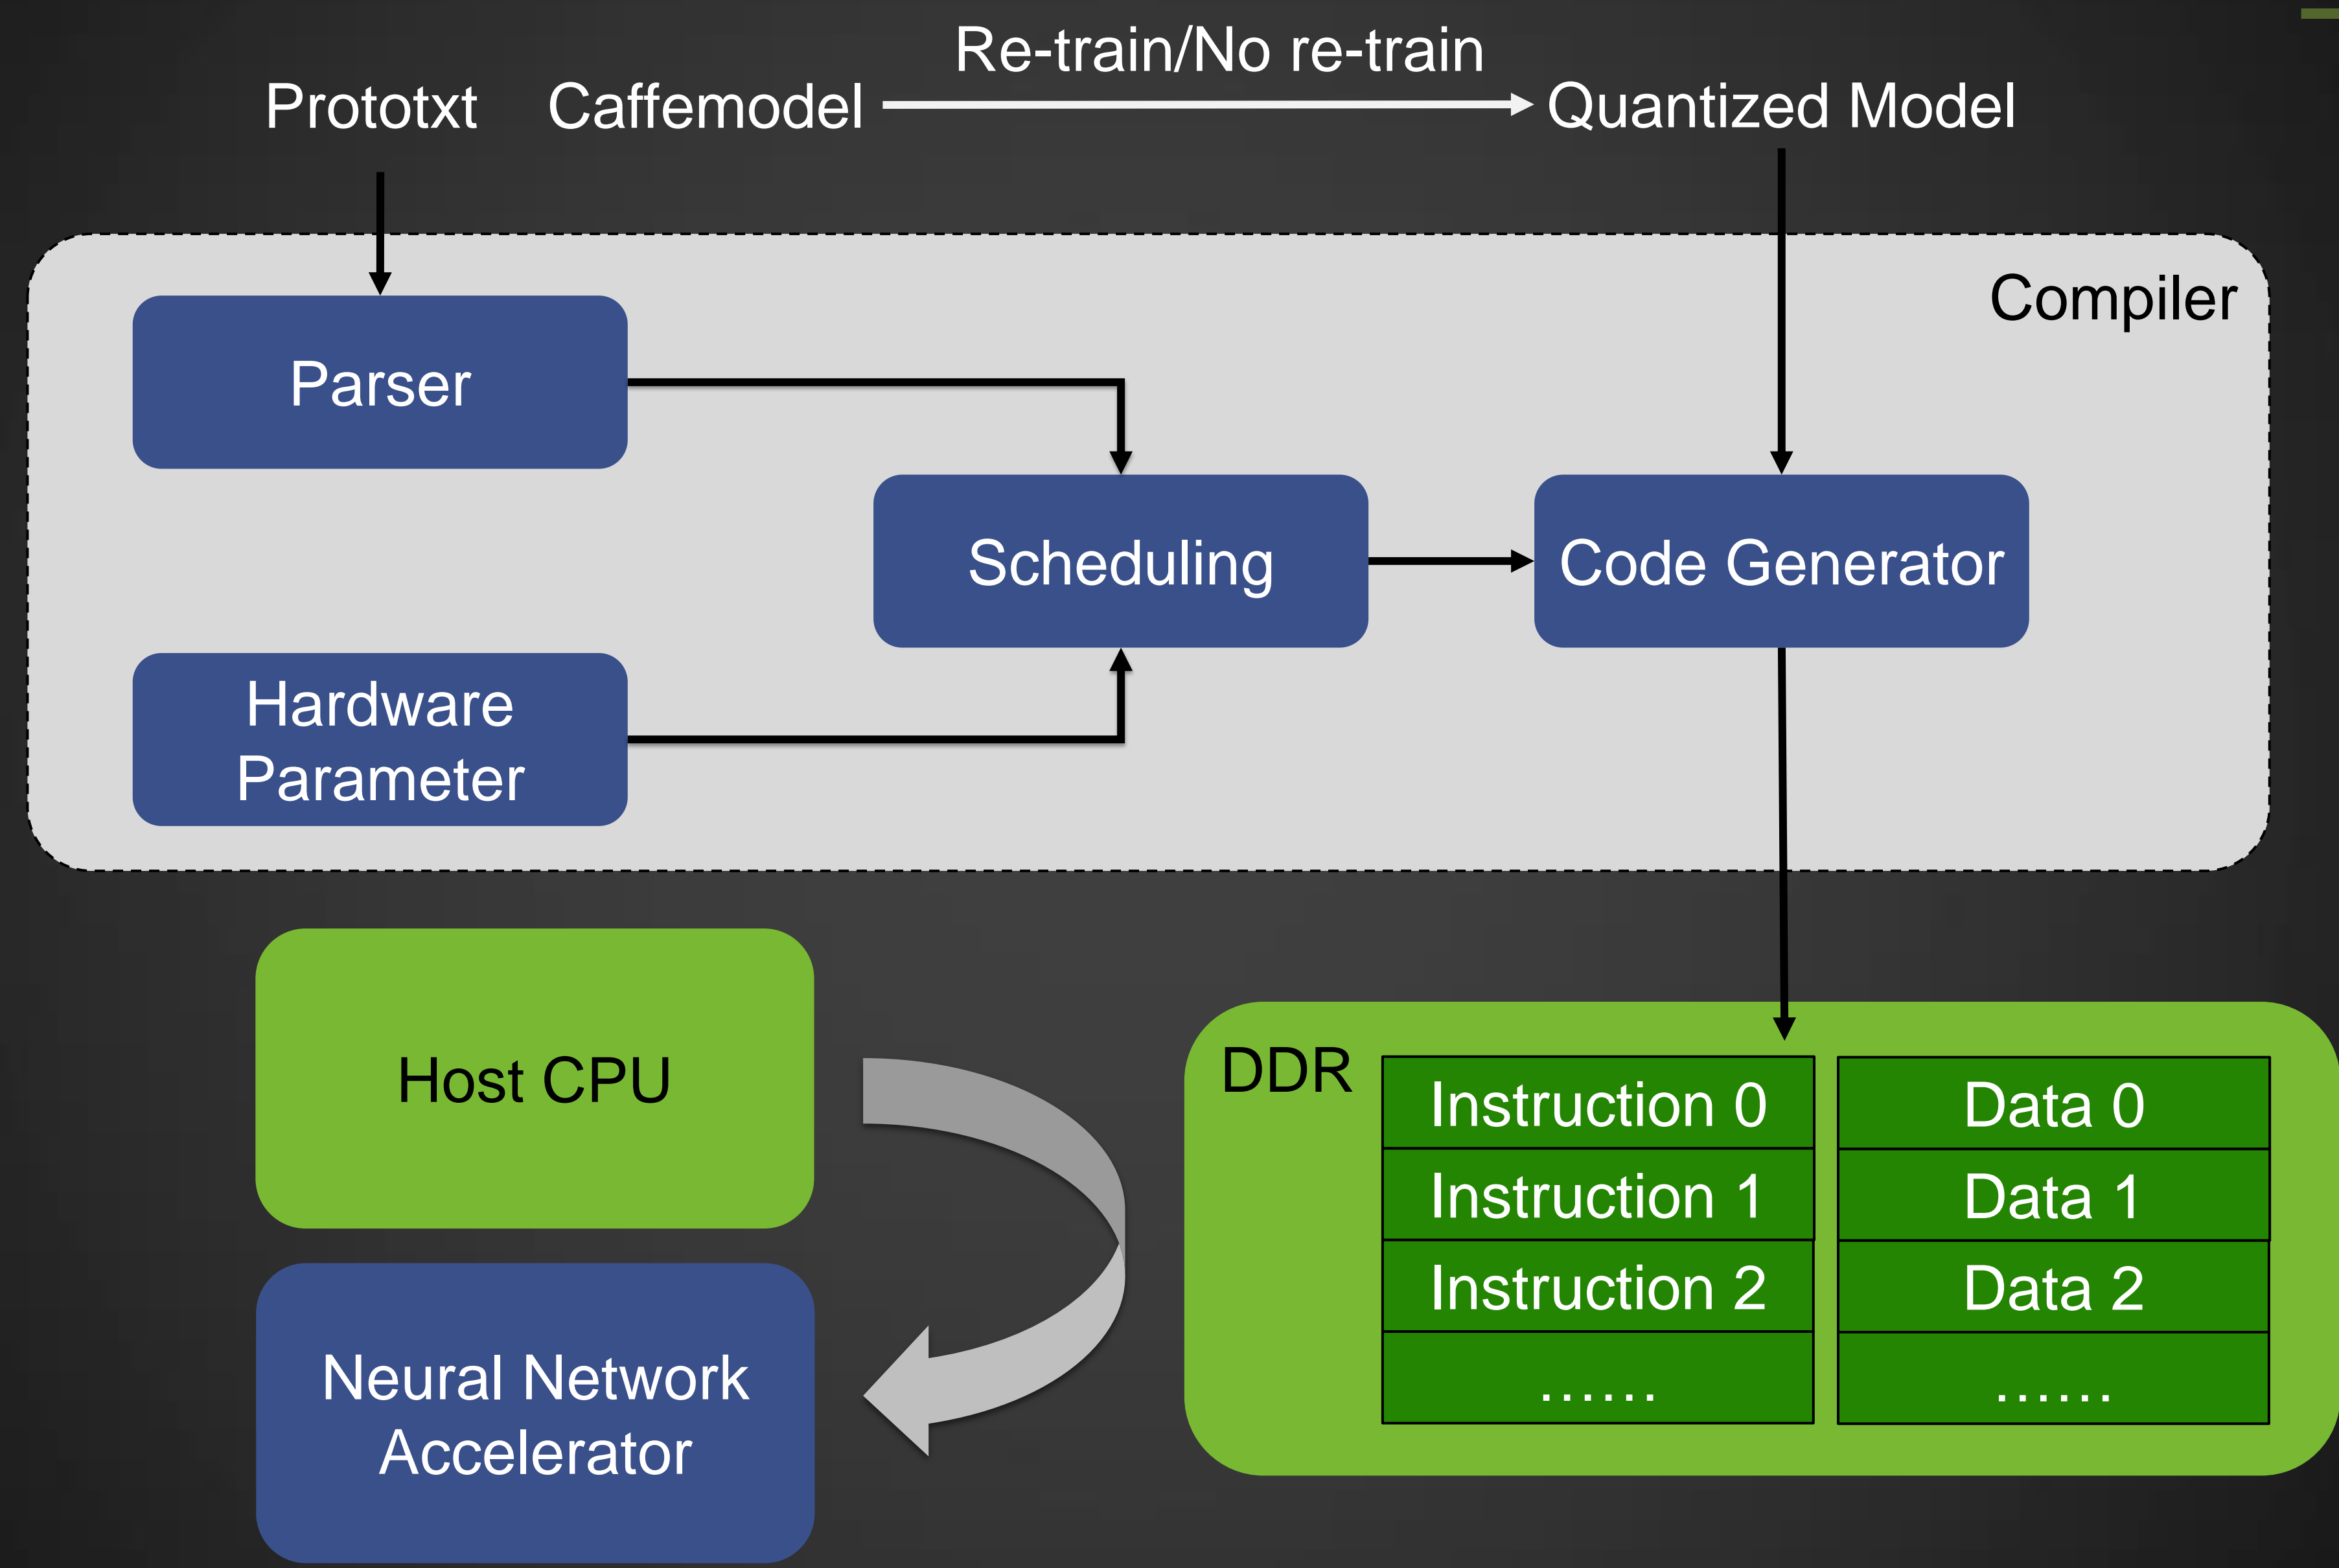 Re-train/No re-train
Prototxt
Caffemodel
Quantized Model
Compiler
Parser
Scheduling
Code Generator
Hardware
Parameter
Host CPU
Neural Network
Accelerator
DDR
Instruction 0
Data 0
Instruction 1
Data 1
Instruction 2
Data 2
......
......